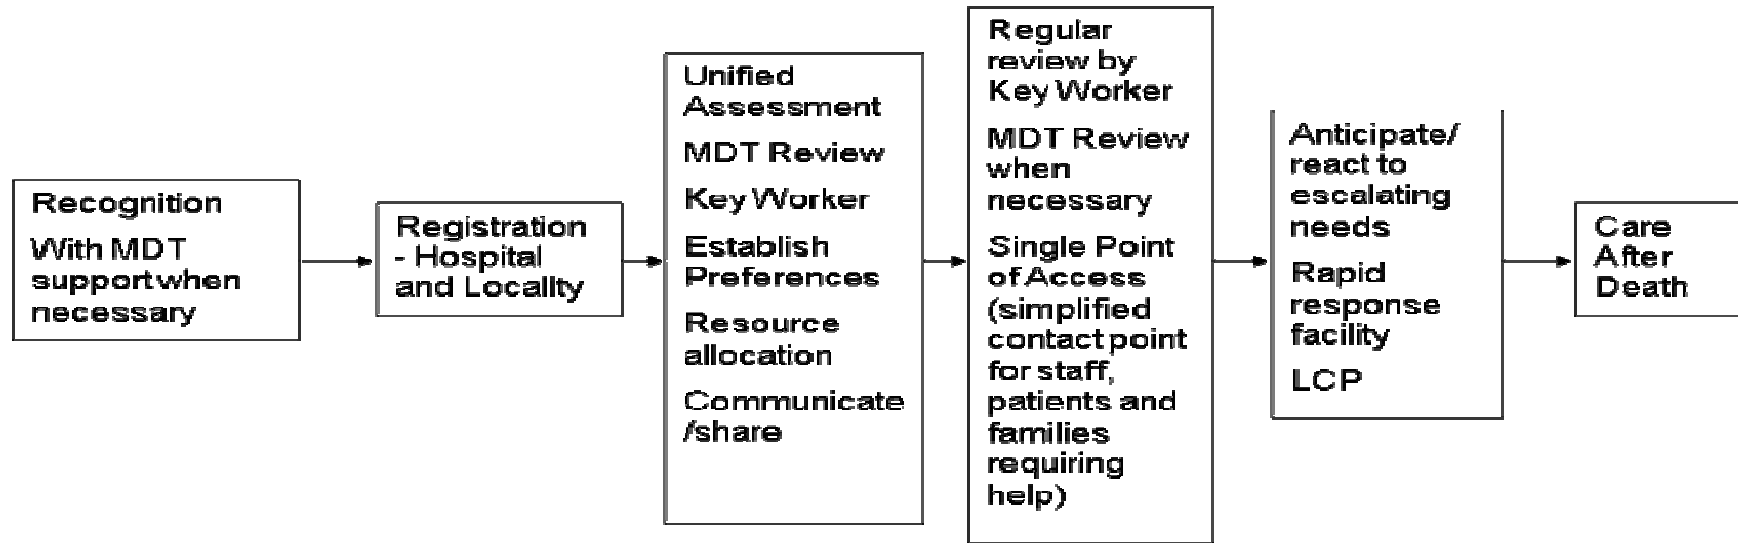 Recognition
With MDT
support when
necessary
Registration
- Hospital
and Locality
Unified
Assessment
MDT Review
Key Worker
Establish
Preferences
Resource
allocation
Communicate
/share
Regular
review by
Key Worker
MDT Review
when
necessary
Single Point
of Access
(simplified
contact point
for staff,
patients and
families
requiring
help)
Anticipate/
react to
escalating
needs
Rapid
response
facility
LCP
Care
After
Death